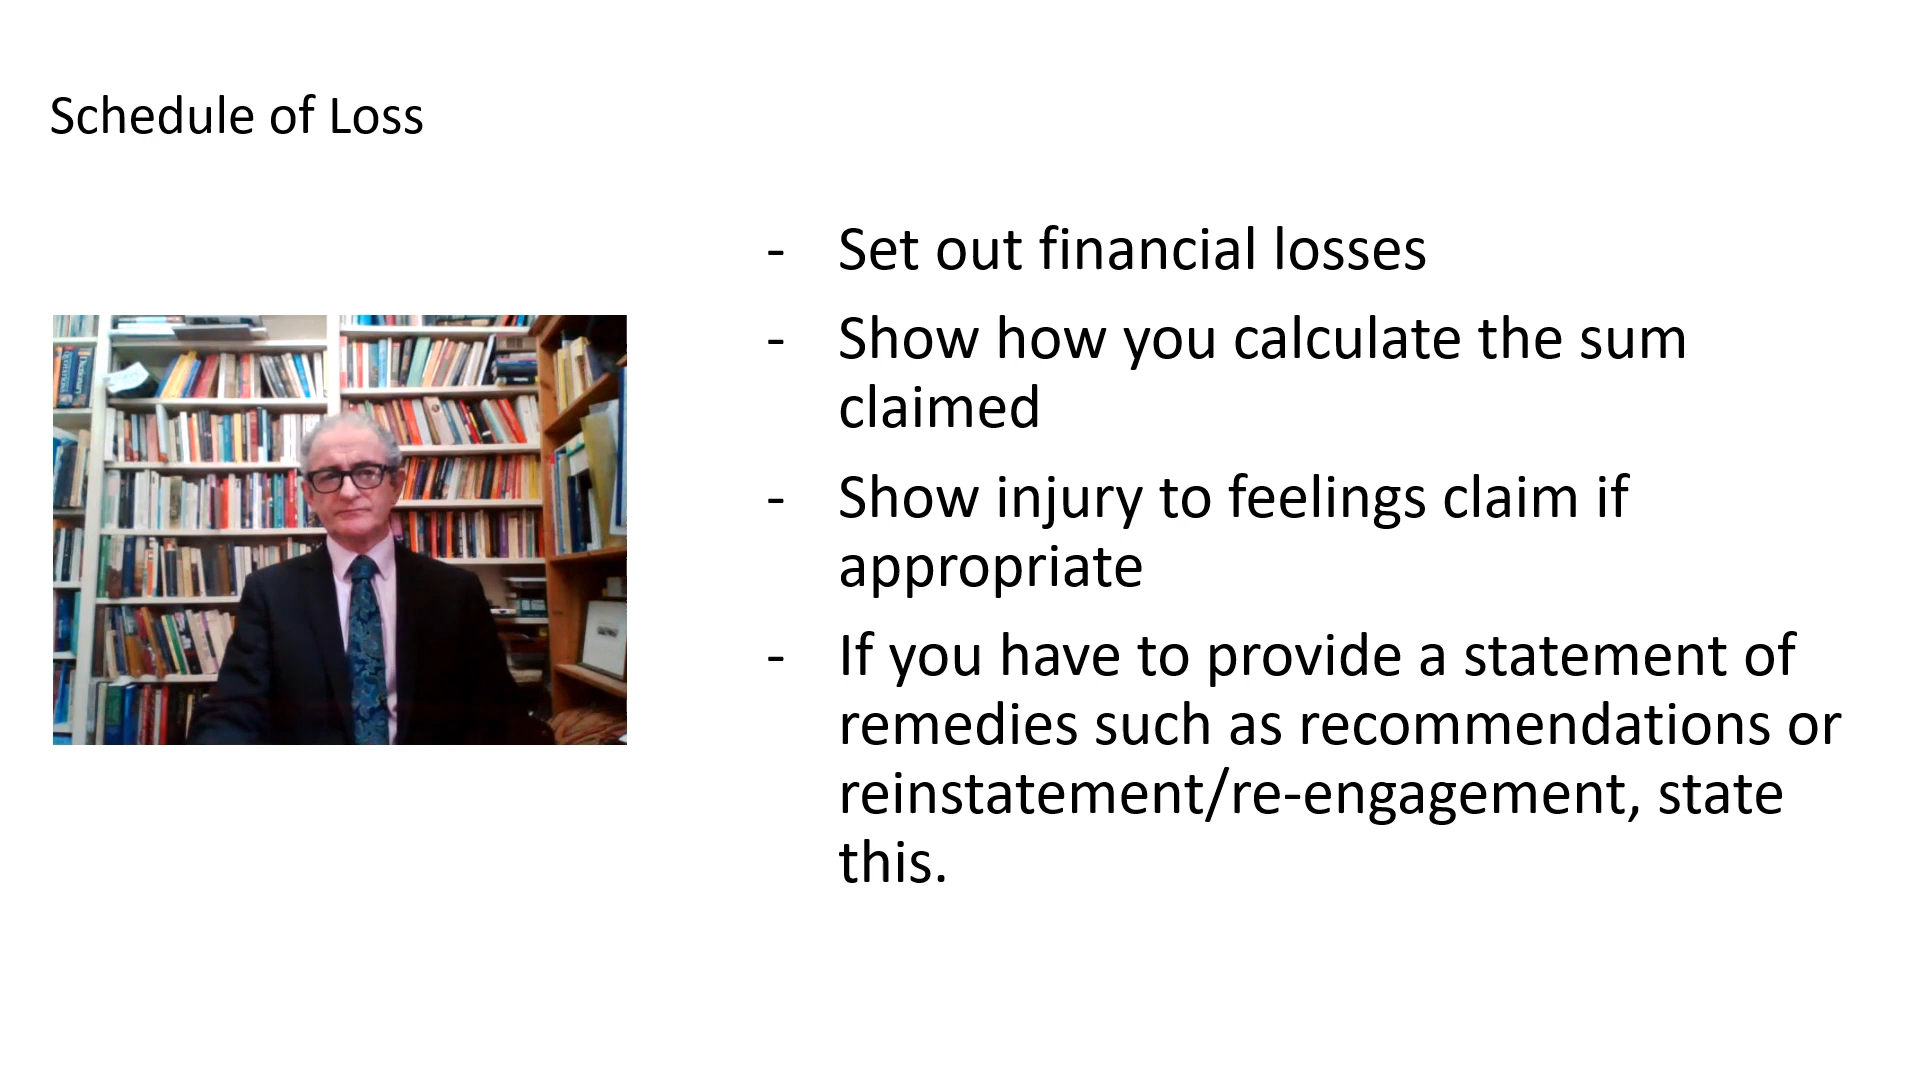 Schedule of Loss
- Set out financial losses
- Show how you calculate the sum
claimed
- Show injury to feelings claim if
appropriate
- If you have to provide a statement of
remedies such as recommendations or
reinstatement/re-engagement, state
this.